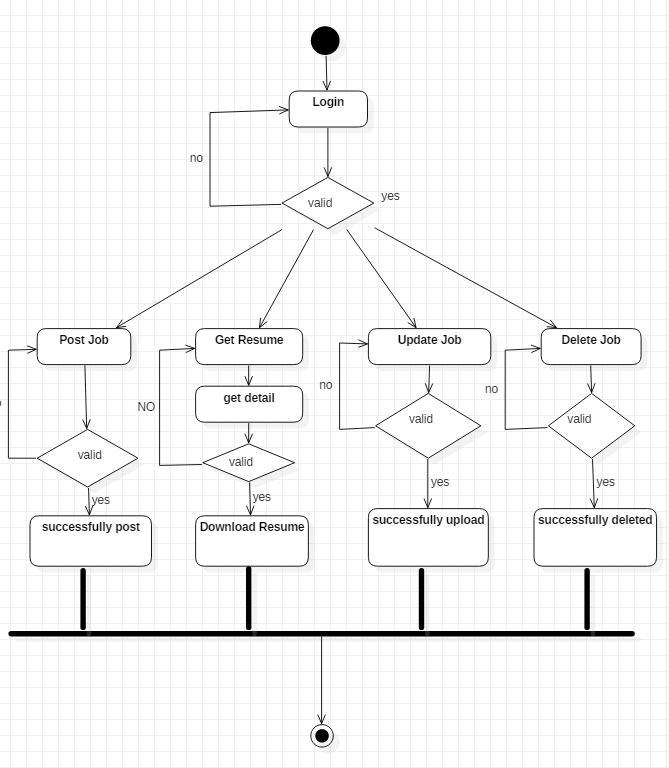 Login
no
yes
valid
Post Job
Get Resume
Update Job
Delete Job
no
no
NO
get detail
valid
valid
valid
valid
yes
yes
yes
yes
successfully post
Download Resume
successfully upload
successfully deleted